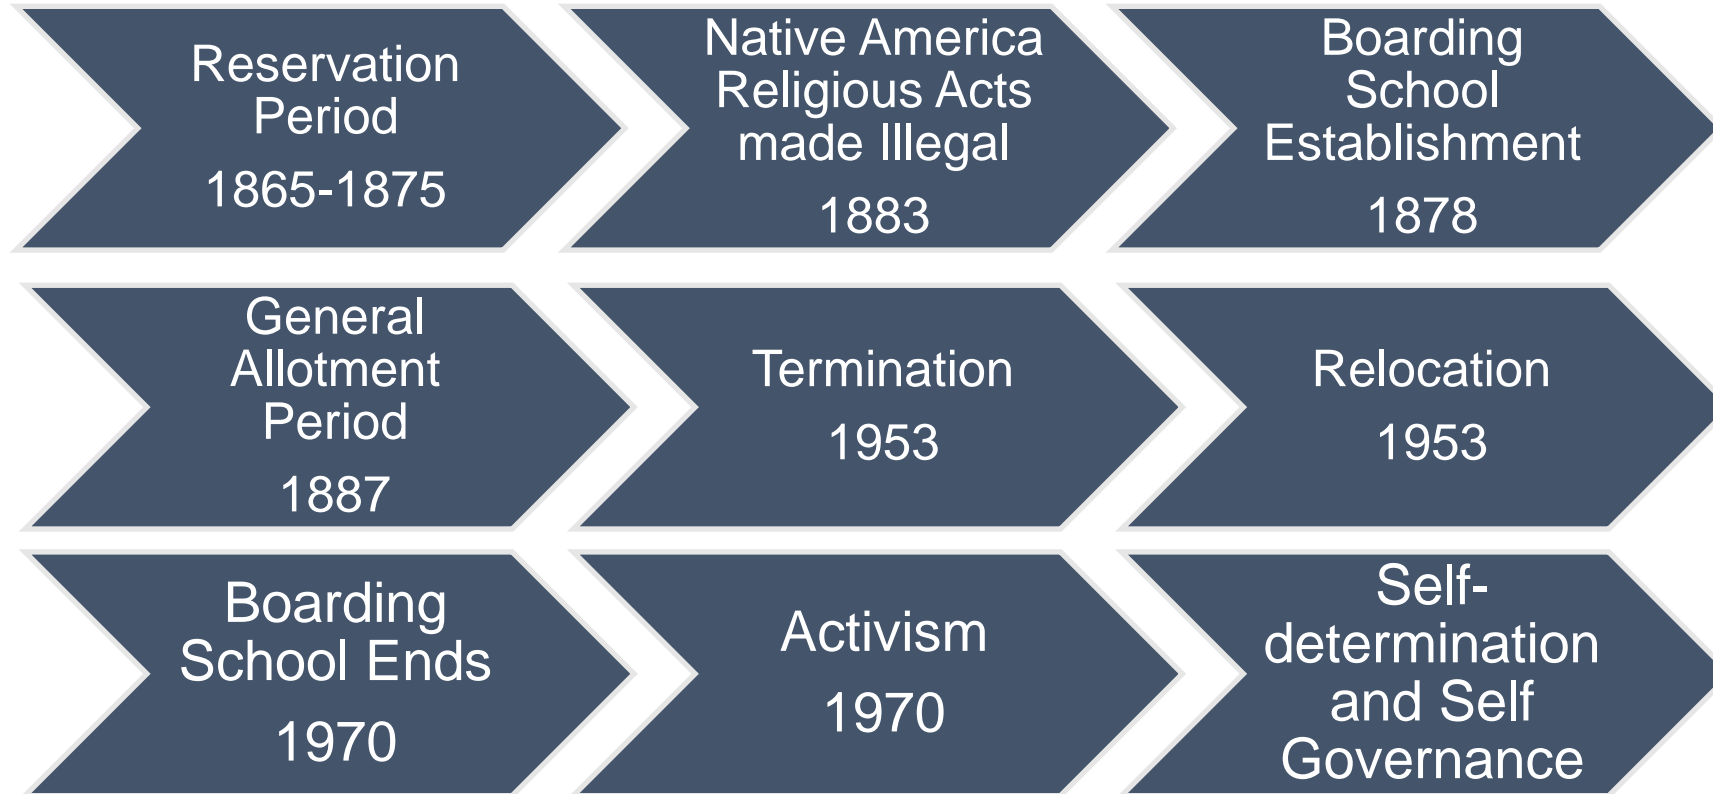 Reservation
Period
1865-1875
Native America
Religious Acts
made Illegal
1883
Boarding
School
Establishment
1878
General
Allotment
Period
1887
Termination
1953
Relocation
1953
Boarding
School Ends
1970
Activism
1970
Self-
determination
and Self
Governance